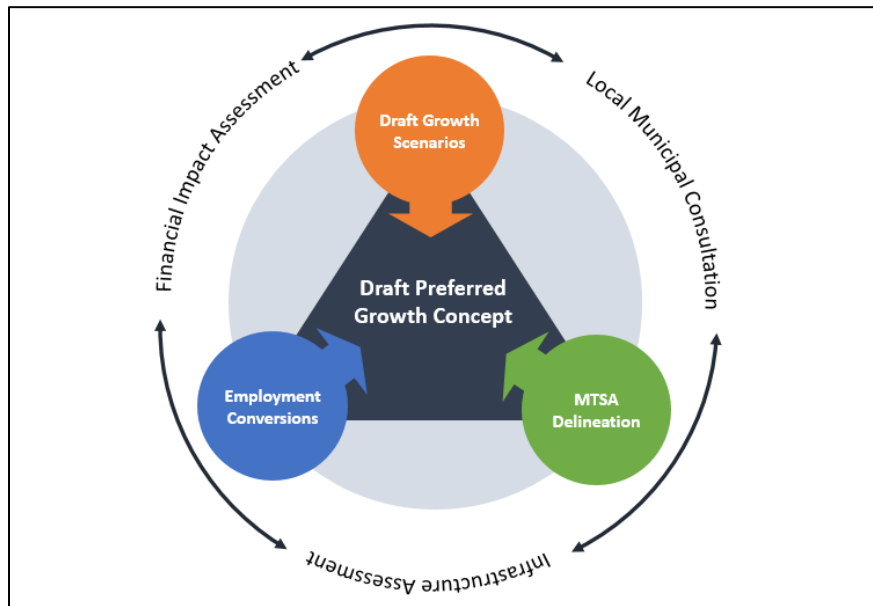 Financial Impact Assessment
Local Municipal Consultation
Draft Growth
Scenarios
Draft Preferred
Growth Concept
Employment
Conversions
MTSA
Delineation
Infrastructure Assessment